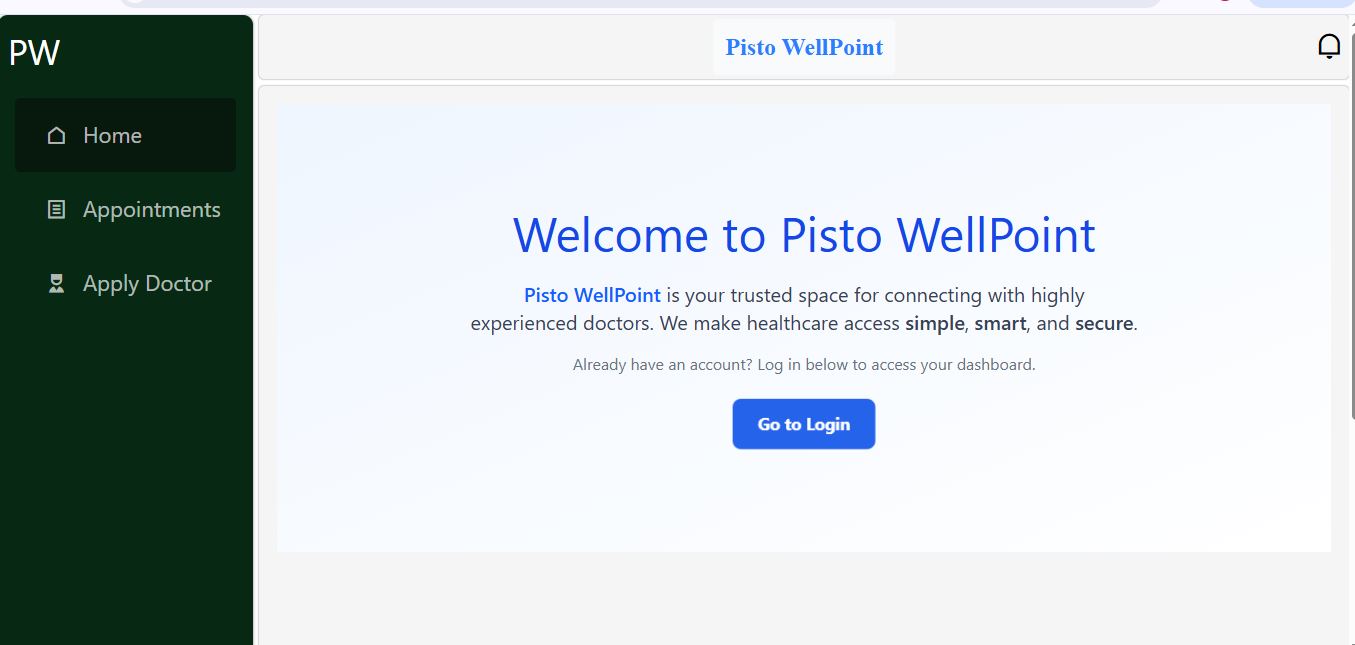 PW
Home
Appointments
Apply Doctor
Pisto WellPoint
Welcome to Pisto WellPoint
Pisto WellPoint is your trusted space for connecting with highly
experienced doctors. We make healthcare access simple, smart, and secure.
Already have an account? Log in below to access your dashboard.
Go to Login